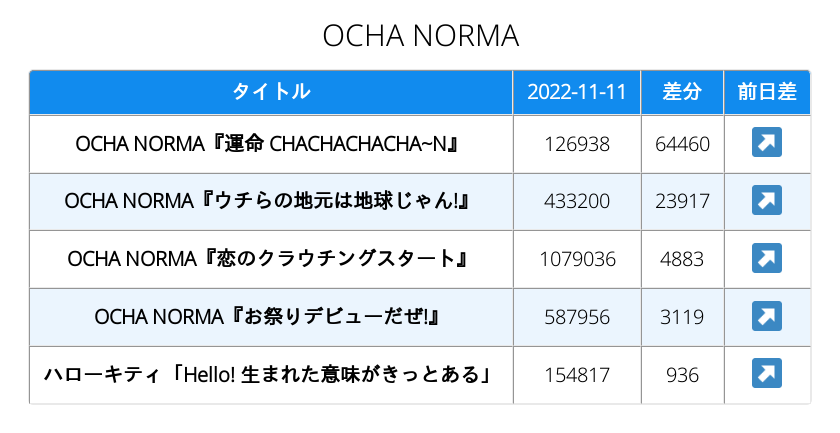 OCHA NORMA
タイトル 2022-11-11 差分 前日差
OCHA NORMA『運命 CHACHACHACHA~N』 126938 64460
OCHA NORMA『ウチらの地元は地球じゃん!』 433200 23917
OCHA NORMA『恋のクラウチングスタート』 1079036 4883
OCHA NORMA『お祭りデビューだぜ!』 587956 3119
ハローキティ「Hello! 生まれた意味がきっとある」 154817 936